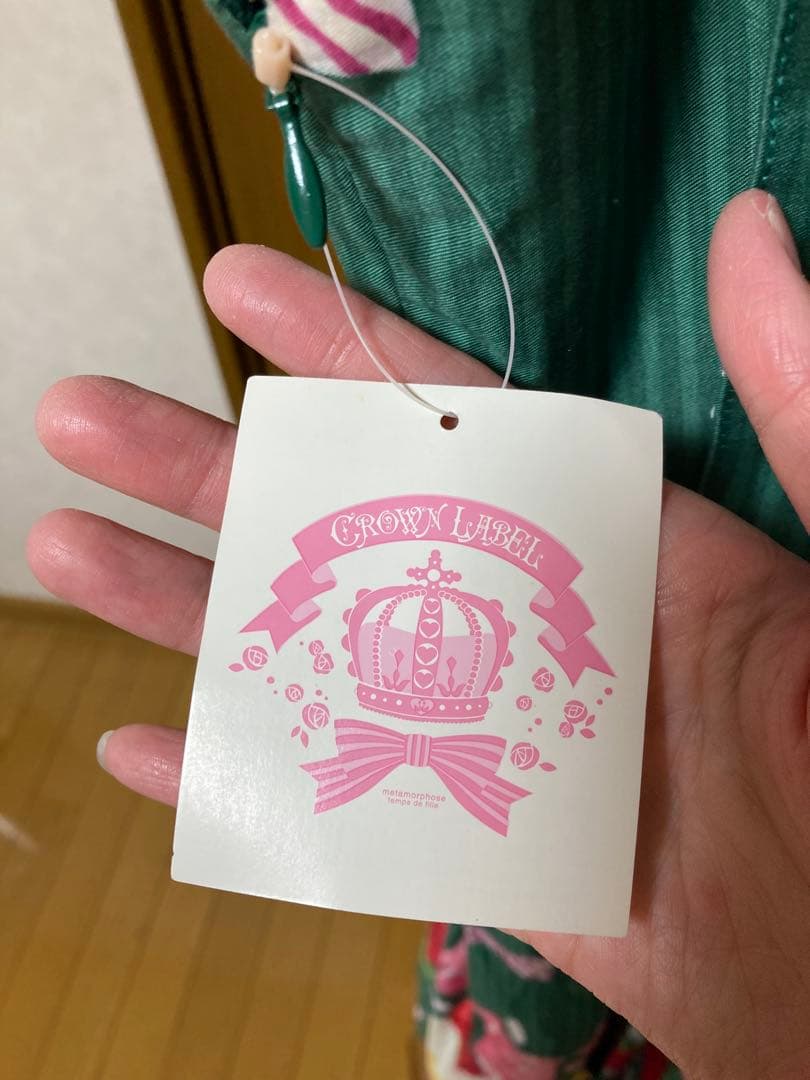 CROWN LABEL
metamorphose
temps de fille